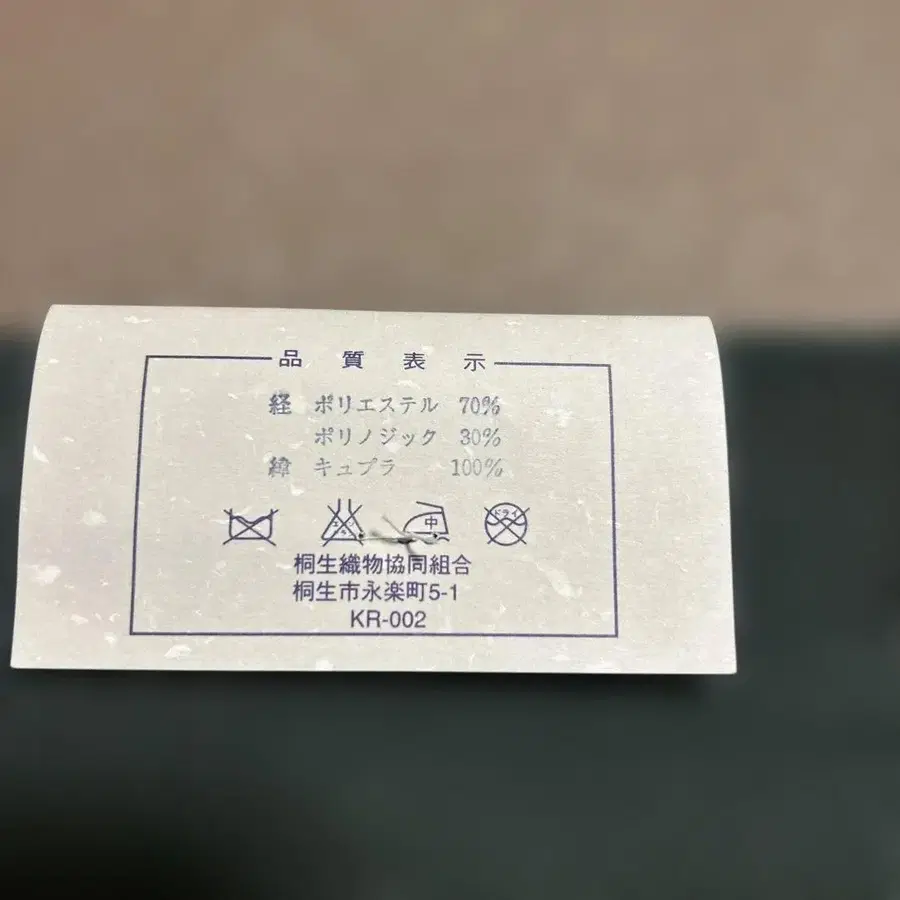 品質表示
経 ポリエステル 70%
ポリノジック 30%
緯 キュプラ 100%
中 ドライ
桐生織物協同組合
桐生市永楽町5-1
KR-002